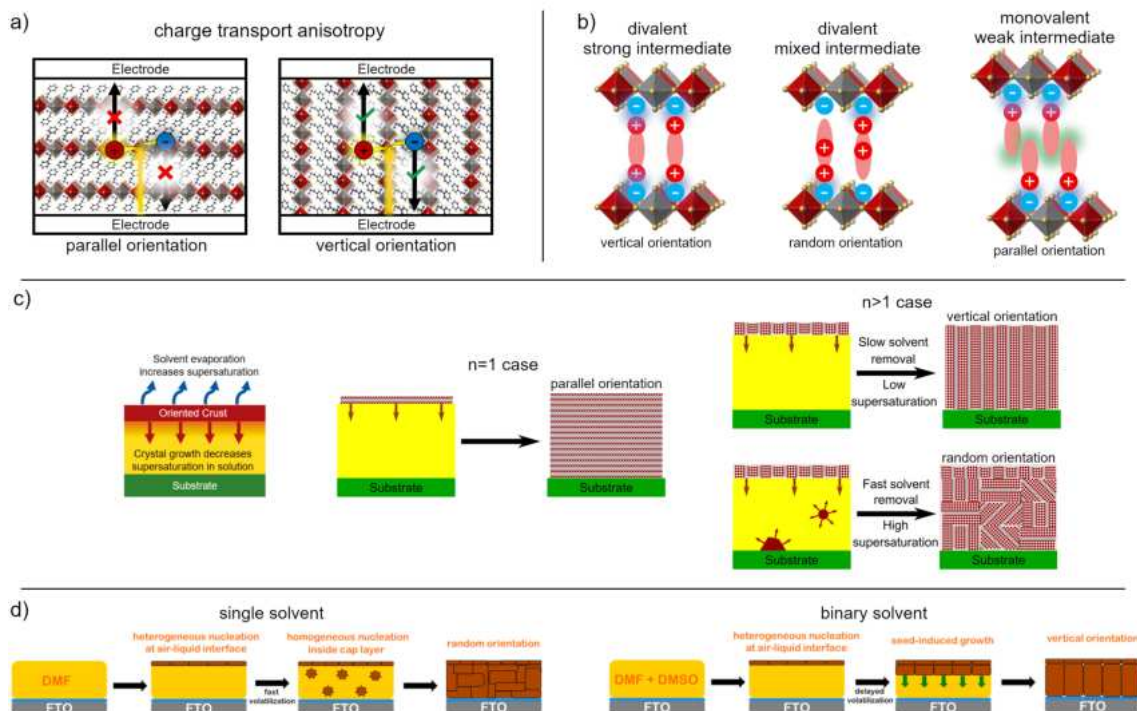 a)
charge transport anisotropy
Electrode
Electrode
parallel orientation
Electrode
Electrode
vertical orientation
b)
divalent
strong intermediate
vertical orientation
divalent
mixed intermediate
random orientation
monovalent
weak intermediate
parallel orientation
c)
Solvent evaporation
increases supersaturation
Oriented Crust
Crystal growth decreases
supersaturation in solution
Substrate
n=1 case
Substrate
parallel orientation
Substrate
n>1 case
Substrate
Slow solvent
removal
Low
supersaturation
vertical orientation
Substrate
Substrate
Fast solvent
removal
High
supersaturation
random orientation
Substrate
d)
single solvent
DMF
FTO
heterogeneous nucleation
at air-liquid interface
FTO
fast
volatilization
homogeneous nucleation
inside cap layer
FTO
random orientation
FTO
binary solvent
DMF + DMSO
FTO
heterogeneous nucleation
at air-liquid interface
FTO
delayed
volatilization
seed-induced growth
FTO
vertical orientation
FTO